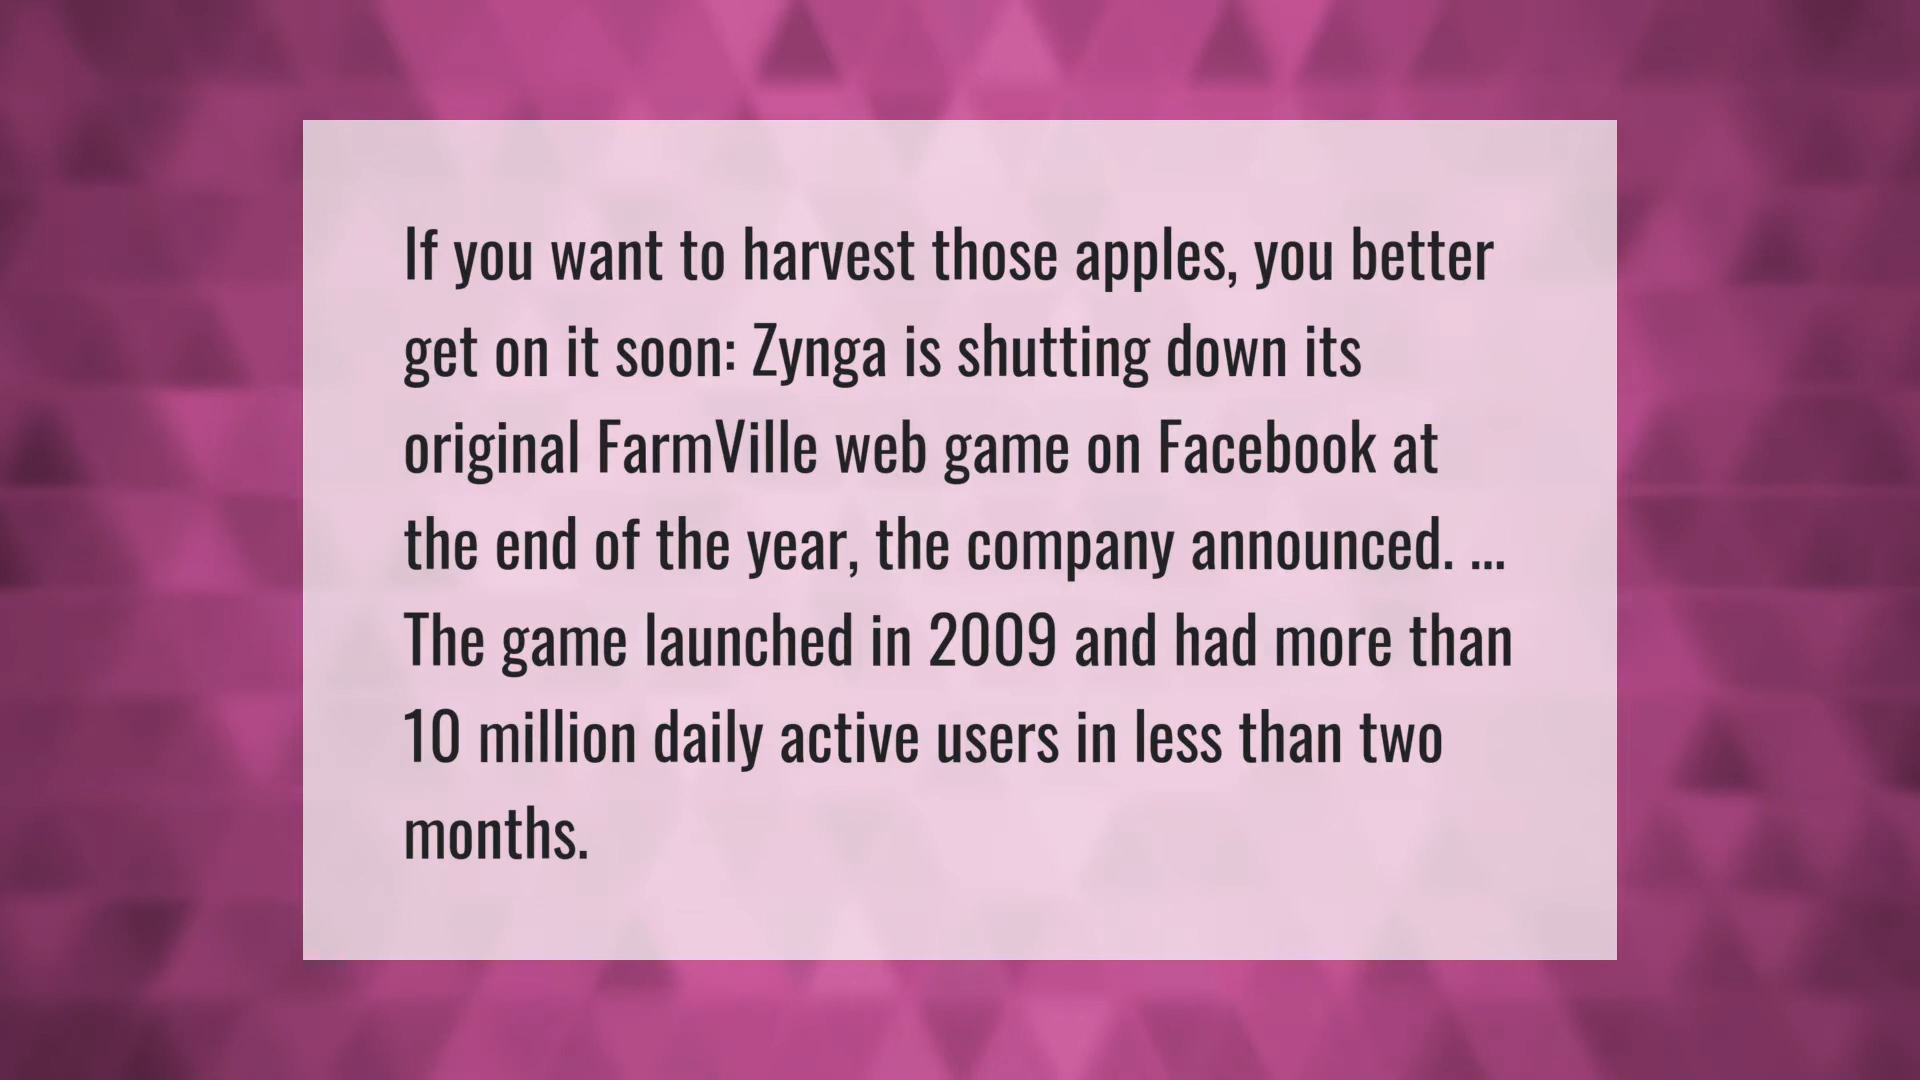 If you want to harvest those apples, you better
get on it soon: Zynga is shutting down its
original FarmVille web game on Facebook at
the end of the year, the company announced. ...
The game launched in 2009 and had more than
10 million daily active users in less than two
months.